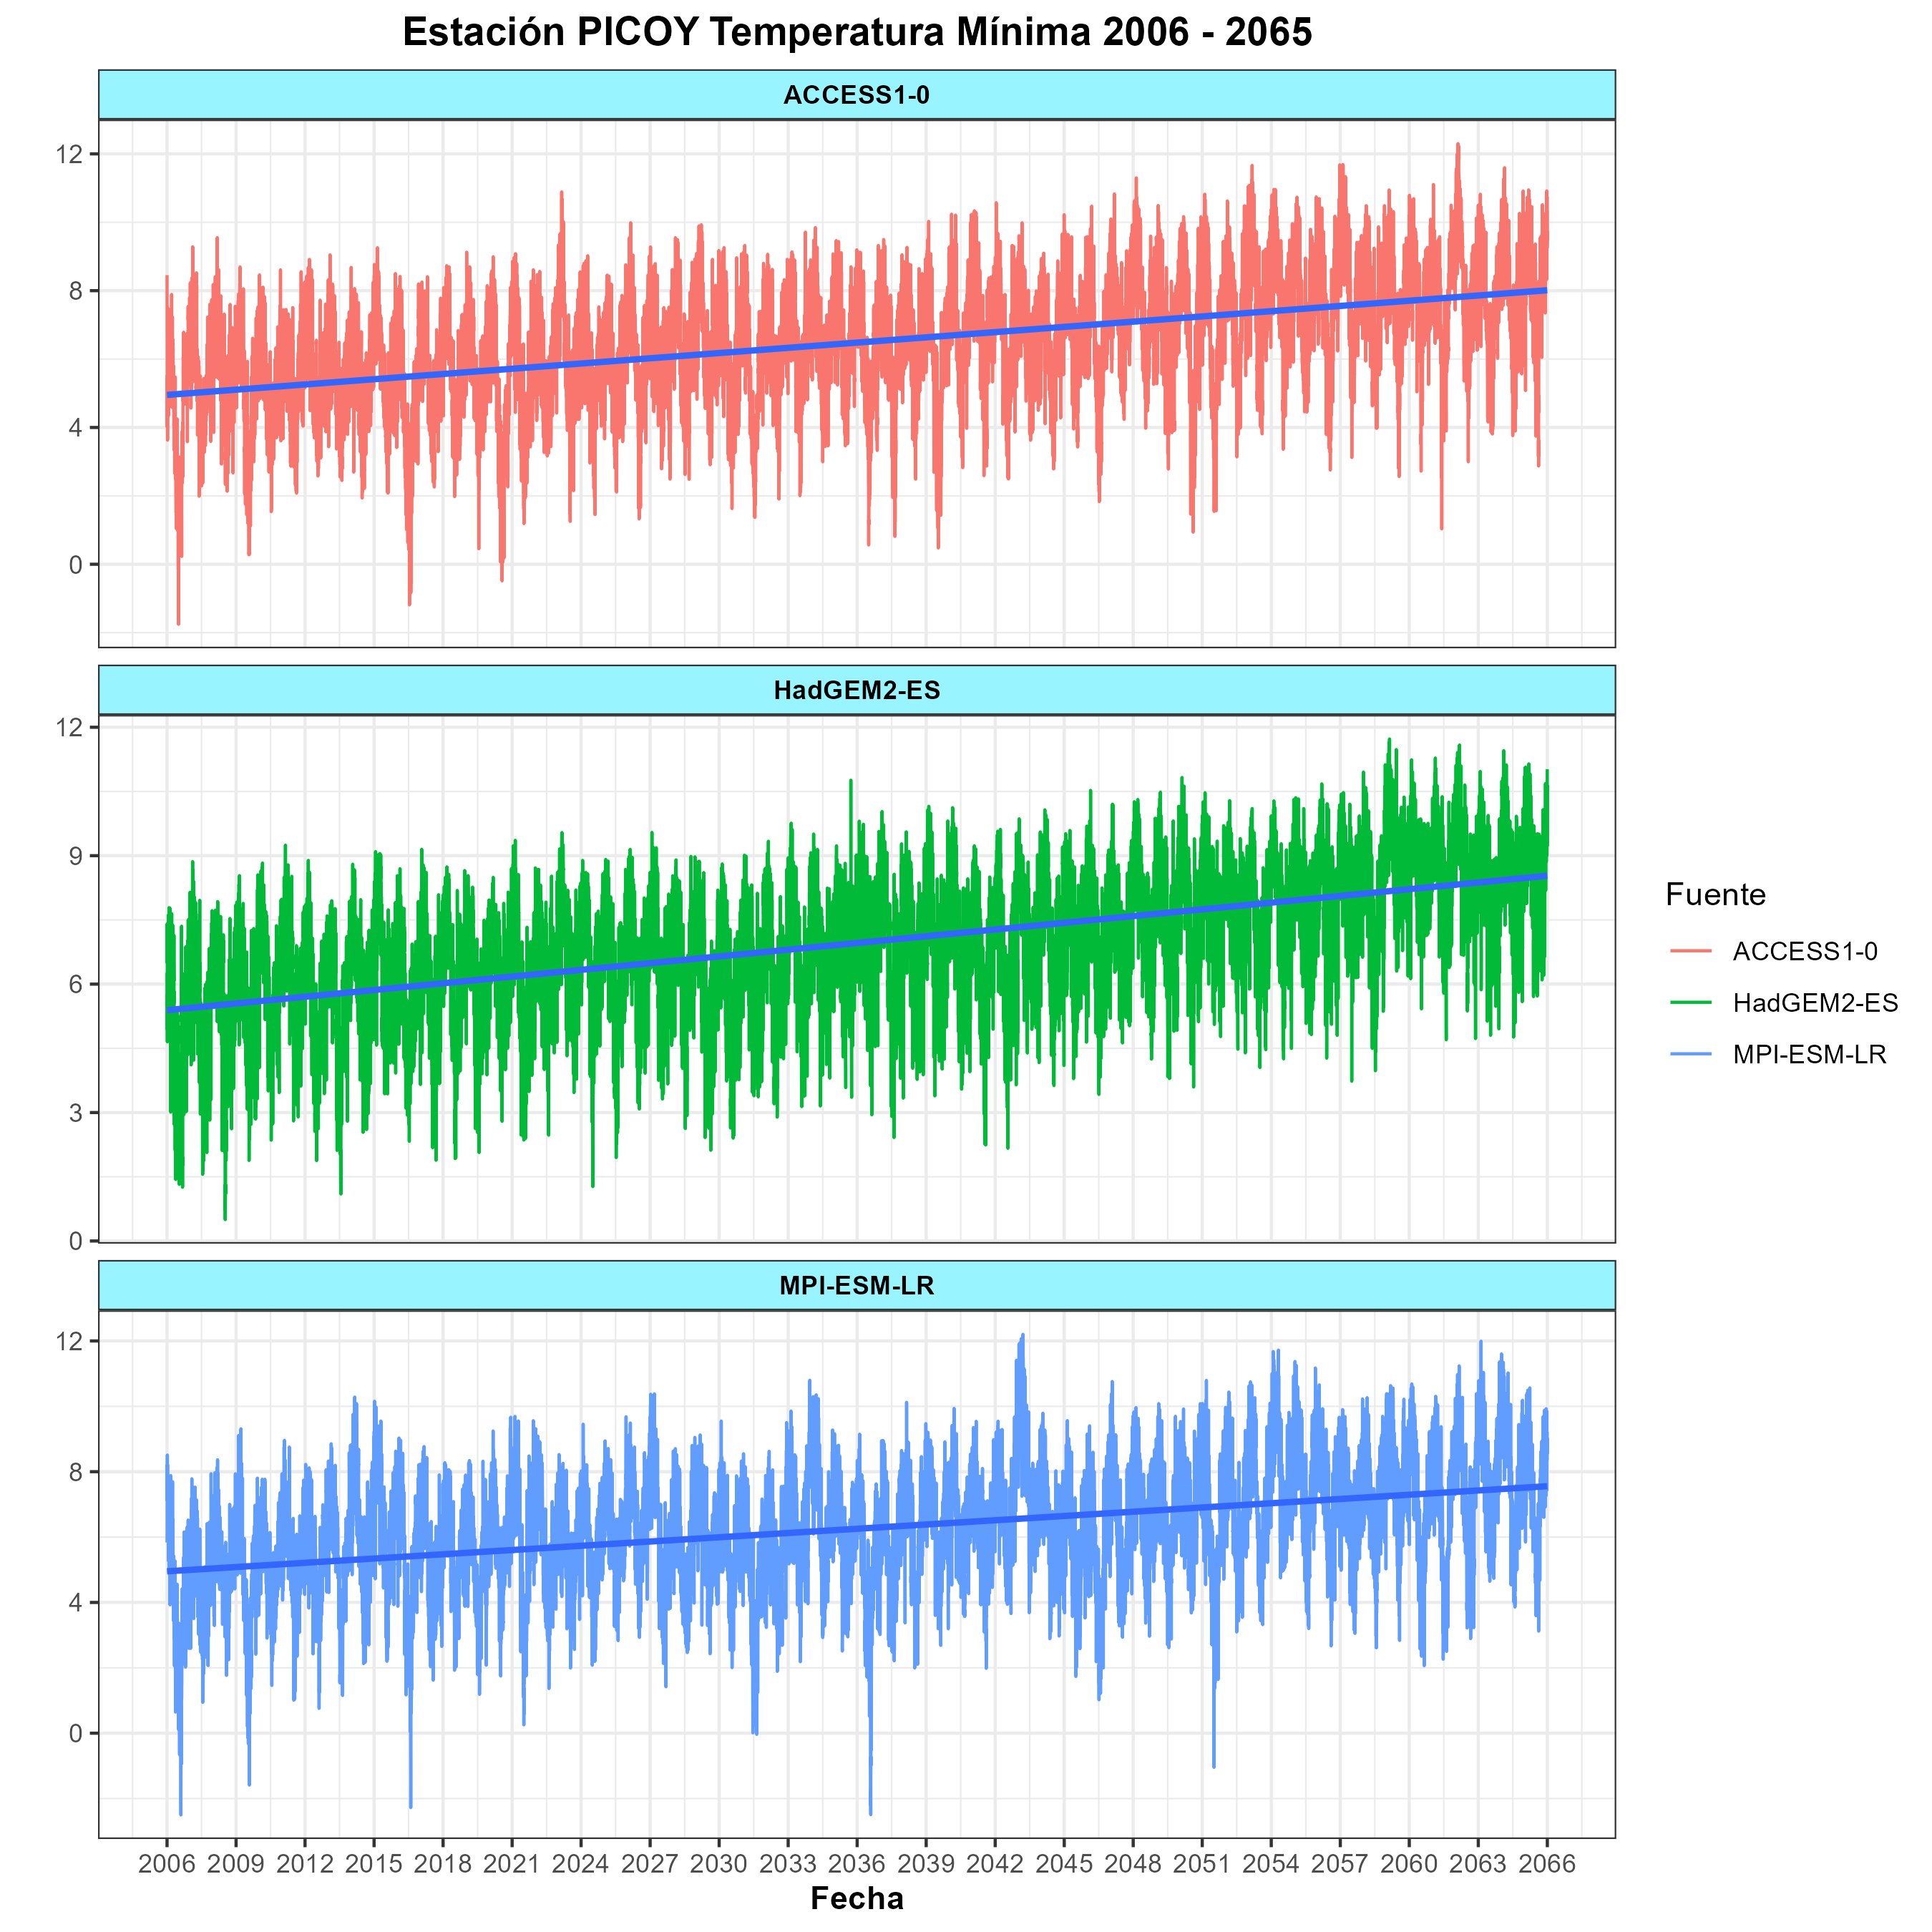 Estación PICOY Temperatura Mínima 2006 - 2065
ACCESS1-0
12
8
4
0
HadGEM2-ES
12
9
6
3
0
MPI-ESM-LR
12
8
4
0
2006 2009 2012 2015 2018 2021 2024 2027 2030 2033 2036 2039 2042 2045 2048 2051 2054 2057 2060 2063 2066
Fecha
Fuente
ACCESS1-0
HadGEM2-ES
MPI-ESM-LR